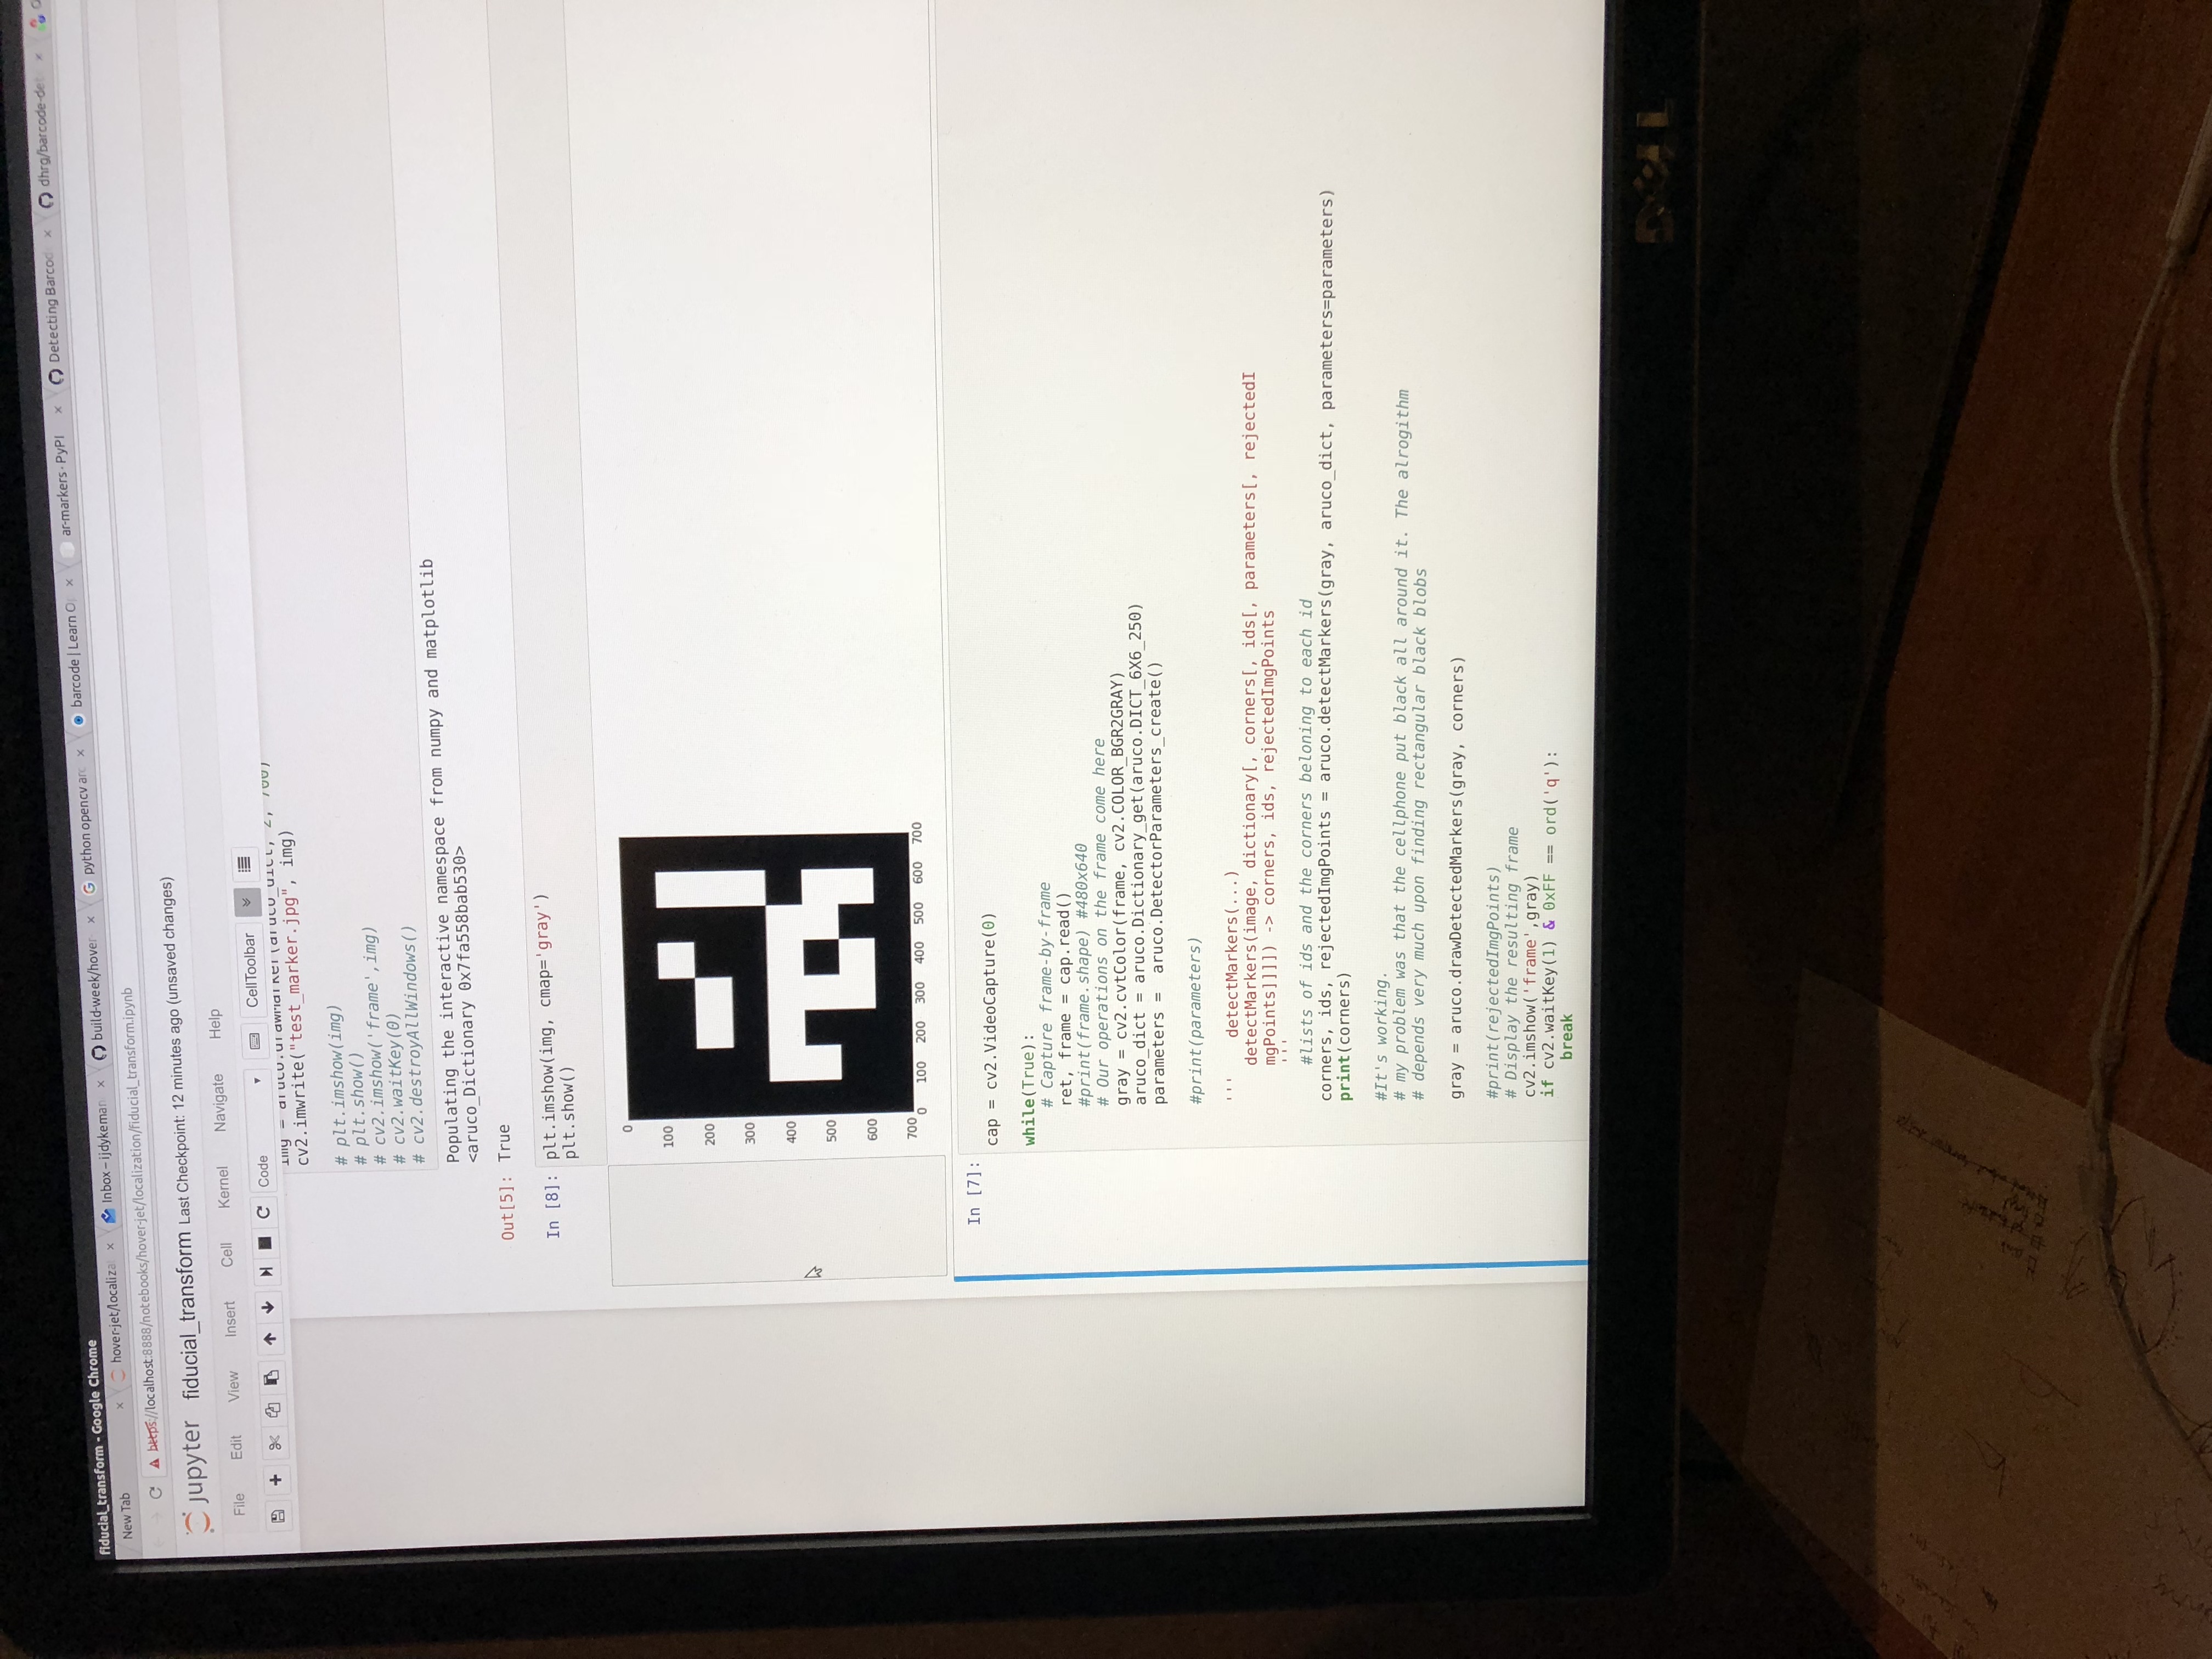 fiducial_transform - Google Chrome
New Tab × hover-jet/localiza × Inbox – ijdykeman × build-week/hover- × python opencv arc × barcode | Learn O × ar-markers · PyPI × Detecting Barcod × dhrg/barcode-det ×
https://localhost:8888/notebooks/hover-jet/localization/fiducial_transform.ipynb
jupyter fiducial_transform Last Checkpoint: 12 minutes ago (unsaved changes)
File Edit View Insert Cell Kernel Navigate Help
Code CellToolbar
img = aruco.drawMarker(aruco_dict, 2, 700)
cv2.imwrite("test_marker.jpg", img)
# plt.imshow(img)
# plt.show()
# cv2.imshow('frame',img)
# cv2.waitKey(0)
# cv2.destroyAllWindows()
Populating the interactive namespace from numpy and matplotlib
<aruco_Dictionary 0x7fa558bab530>
Out[5]: True
In [8]: plt.imshow(img, cmap='gray')
plt.show()
0
100
200
300
400
500
600
700
0 100 200 300 400 500 600 700
In [7]:
cap = cv2.VideoCapture(0)
while(True):
# Capture frame-by-frame
ret, frame = cap.read()
#print(frame.shape) #480x640
# Our operations on the frame come here
gray = cv2.cvtColor(frame, cv2.COLOR_BGR2GRAY)
aruco_dict = aruco.Dictionary_get(aruco.DICT_6X6_250)
parameters =  aruco.DetectorParameters_create()
#print(parameters)
'''    detectMarkers(...)
detectMarkers(image, dictionary[, corners[, ids[, parameters[, rejectedI
mgPoints]]]]) -> corners, ids, rejectedImgPoints
'''
#lists of ids and the corners beloning to each id
corners, ids, rejectedImgPoints = aruco.detectMarkers(gray, aruco_dict, parameters=parameters)
print(corners)
#It's working.
# my problem was that the cellphone put black all around it. The alrogithm
# depends very much upon finding rectangular black blobs
gray = aruco.drawDetectedMarkers(gray, corners)
#print(rejectedImgPoints)
# Display the resulting frame
cv2.imshow('frame',gray)
if cv2.waitKey(1) & 0xFF == ord('q'):
break
DELL